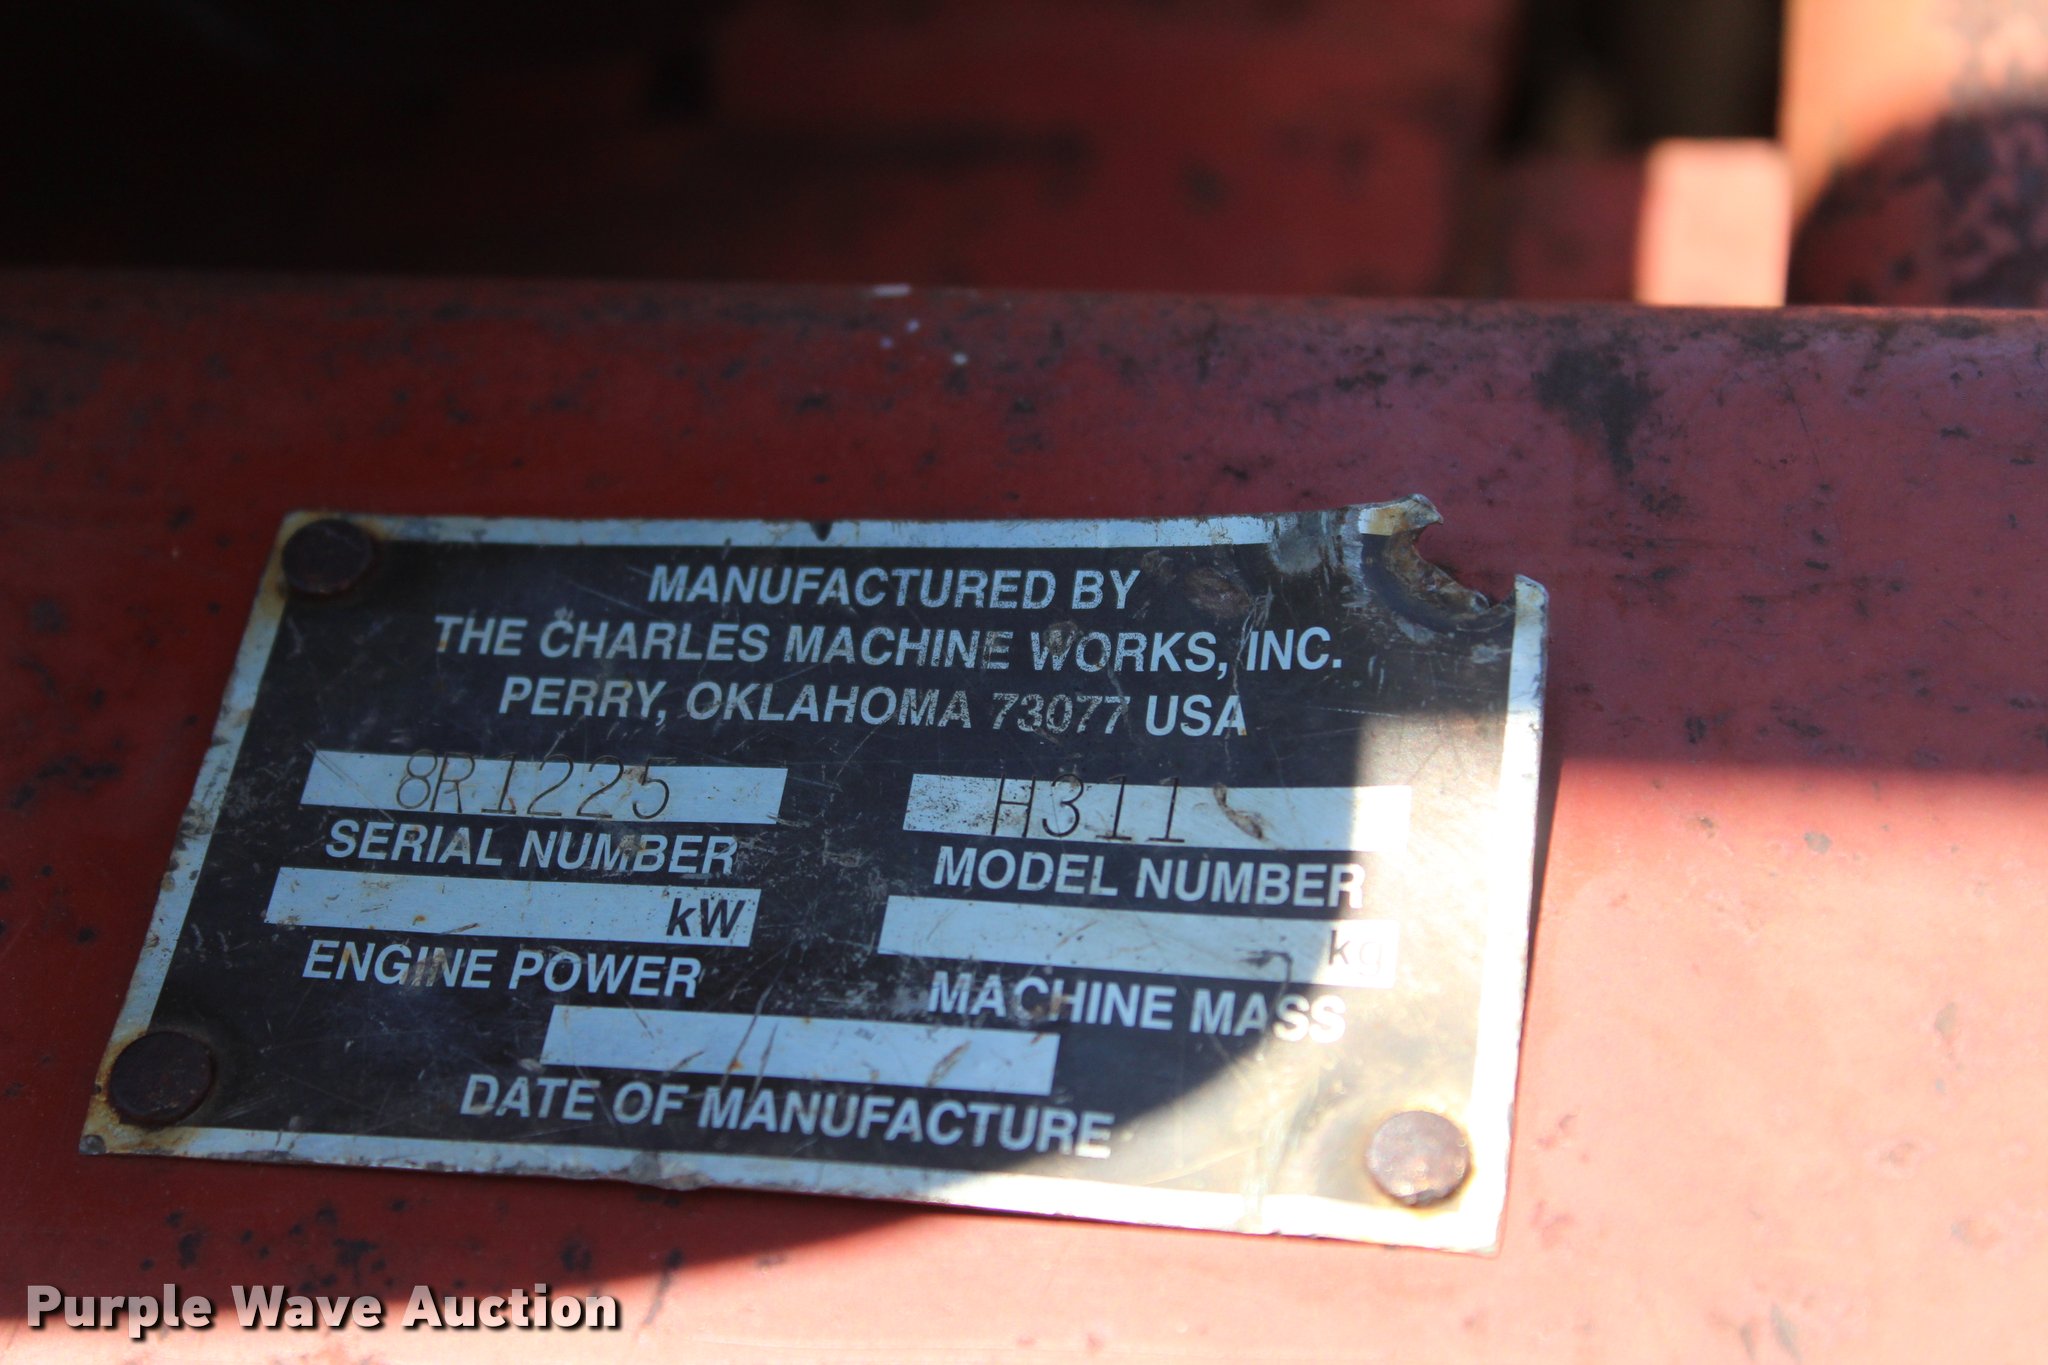 MANUFACTURED BY
THE CHARLES MACHINE WORKS, INC.
PERRY, OKLAHOMA 73077 USA
8R1225
SERIAL NUMBER
H311
MODEL NUMBER
kW
ENGINE POWER
kg
MACHINE MASS
DATE OF MANUFACTURE
Purple Wave Auction